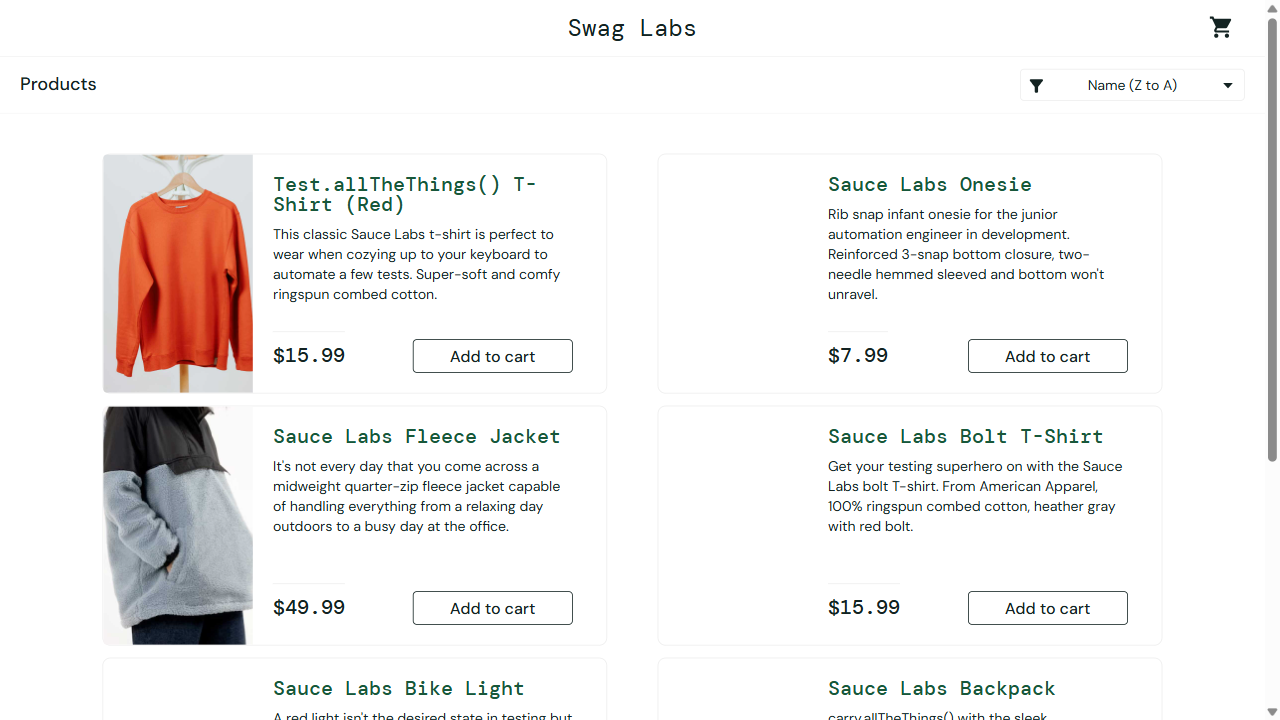 Swag Labs
Products
Name (Z to A)
Test.allTheThings() T-
Shirt (Red)
This classic Sauce Labs t-shirt is perfect to
wear when cozying up to your keyboard to
automate a few tests. Super-soft and comfy
ringspun combed cotton.
$15.99
Add to cart
Sauce Labs Onesie
Rib snap infant onesie for the junior
automation engineer in development.
Reinforced 3-snap bottom closure, two-
needle hemmed sleeved and bottom won't
unravel.
$7.99
Add to cart
Sauce Labs Fleece Jacket
It's not every day that you come across a
midweight quarter-zip fleece jacket capable
of handling everything from a relaxing day
outdoors to a busy day at the office.
$49.99
Add to cart
Sauce Labs Bolt T-Shirt
Get your testing superhero on with the Sauce
Labs bolt T-shirt. From American Apparel,
100% ringspun combed cotton, heather gray
with red bolt.
$15.99
Add to cart
Sauce Labs Bike Light
A red light isn't the desired state in testing but
Sauce Labs Backpack
carry.allTheThings() with the sleek,